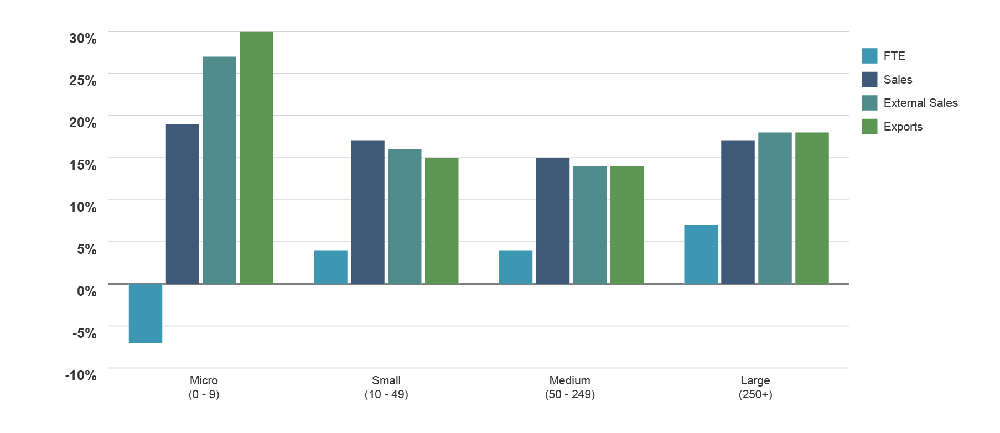 30%
25%
20%
15%
10%
5%
0%
-5%
-10%
Micro
(0 - 9)
Small
(10 - 49)
Medium
(50 - 249)
Large
(250+)
FTE
Sales
External Sales
Exports